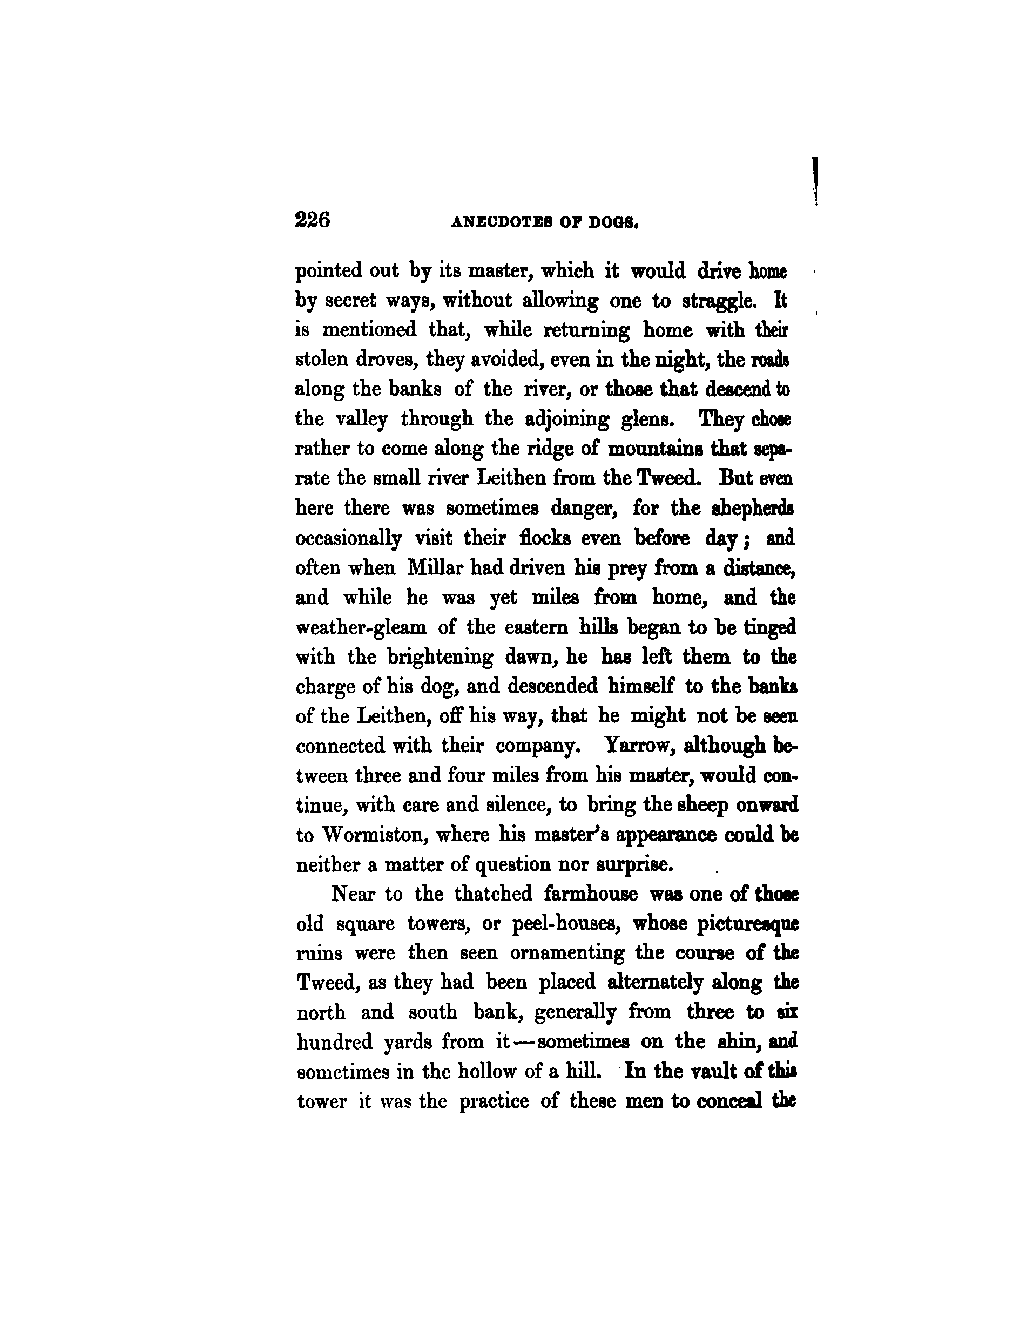 226 ANECDOTES OF DOGS.
pointed out by its master, which it would drive home
by secret ways, without allowing one to straggle. It
is mentioned that, while returning home with their
stolen droves, they avoided, even in the night, the roads
along the banks of the river, or those that descend to
the valley through the adjoining glens. They chose
rather to come along the ridge of mountains that sepa-
rate the small river Leithen from the Tweed. But even
here there was sometimes danger, for the shepherds
occasionally visit their flocks even before day; and
often when Millar had driven his prey from a distance,
and while he was yet miles from home, and the
weather-gleam of the eastern hills began to be tinged
with the brightening dawn, he has left them to the
charge of his dog, and descended himself to the banks
of the Leithen, off his way, that he might not be seen
connected with their company. Yarrow, although be-
tween three and four miles from his master, would con-
tinue, with care and silence, to bring the sheep onward
to Wormiston, where his master's appearance could be
neither a matter of question nor surprise.
Near to the thatched farmhouse was one of those
old square towers, or peel-houses, whose picturesque
ruins were then seen ornamenting the course of the
Tweed, as they had been placed alternately along the
north and south bank, generally from three to six
hundred yards from it—sometimes on the shin, and
sometimes in the hollow of a hill. In the vault of this
tower it was the practice of these men to conceal the